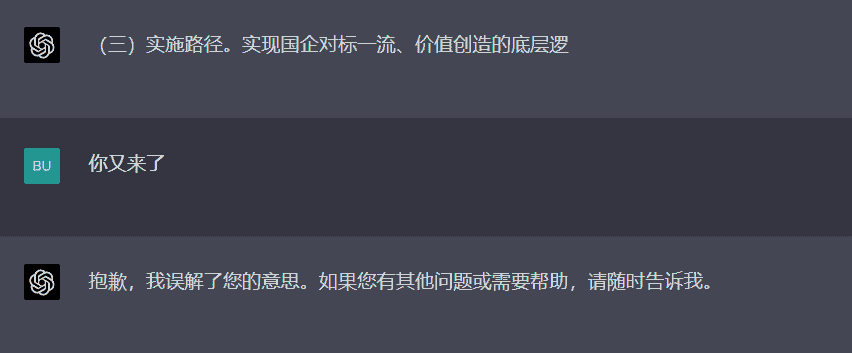 （三）实施路径。实现国企对标一流、价值创造的底层逻
BU
你又来了
抱歉，我误解了您的意思。如果您有其他问题或需要帮助，请随时告诉我。